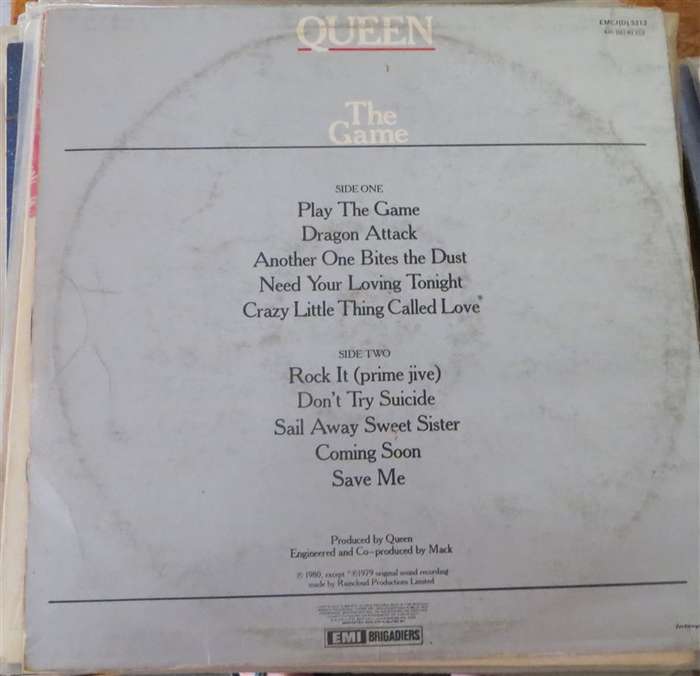 QUEEN
EMCJ(D) 5213
The
Game
SIDE ONE
Play The Game
Dragon Attack
Another One Bites the Dust
Need Your Loving Tonight
Crazy Little Thing Called Love*
SIDE TWO
Rock It (prime jive)
Don't Try Suicide
Sail Away Sweet Sister
Coming Soon
Save Me
Produced by Queen
Engineered and Co-produced by Mack
℗ 1980, except *℗1979 original sound recording
made by Raincloud Productions Limited
EMI BRIGADIERS